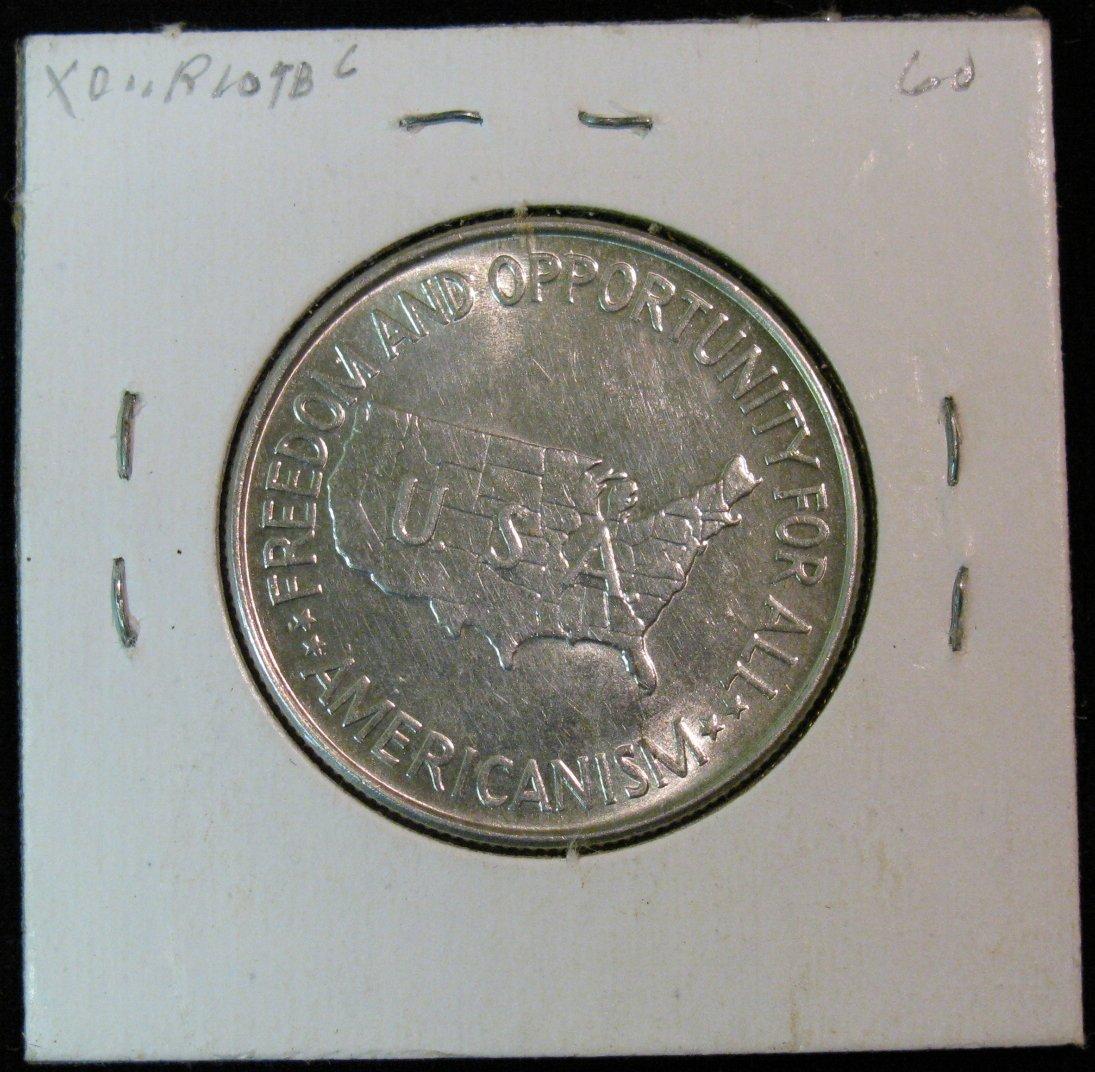 60
FREEDOM AND OPPORTUNITY FOR ALL
U.S.A
AMERICANISM